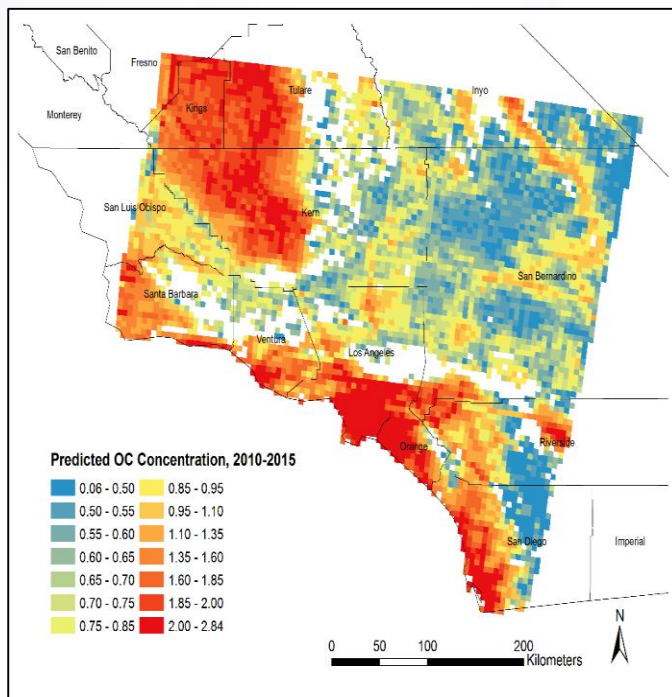 San Benito
Fresno
Tulare
Inyo
Monterey
Kings
San Luis Obispo
Kern
San Bernardino
Santa Barbara
Ventura
Los Angeles
Orange
Riverside
San Diego
Imperial
Predicted OC Concentration, 2010-2015
0.06 - 0.50 0.85 - 0.95
0.50 - 0.55 0.95 - 1.10
0.55 - 0.60 1.10 - 1.35
0.60 - 0.65 1.35 - 1.60
0.65 - 0.70 1.60 - 1.85
0.70 - 0.75 1.85 - 2.00
0.75 - 0.85 2.00 - 2.84
N
0 50 100 200
Kilometers